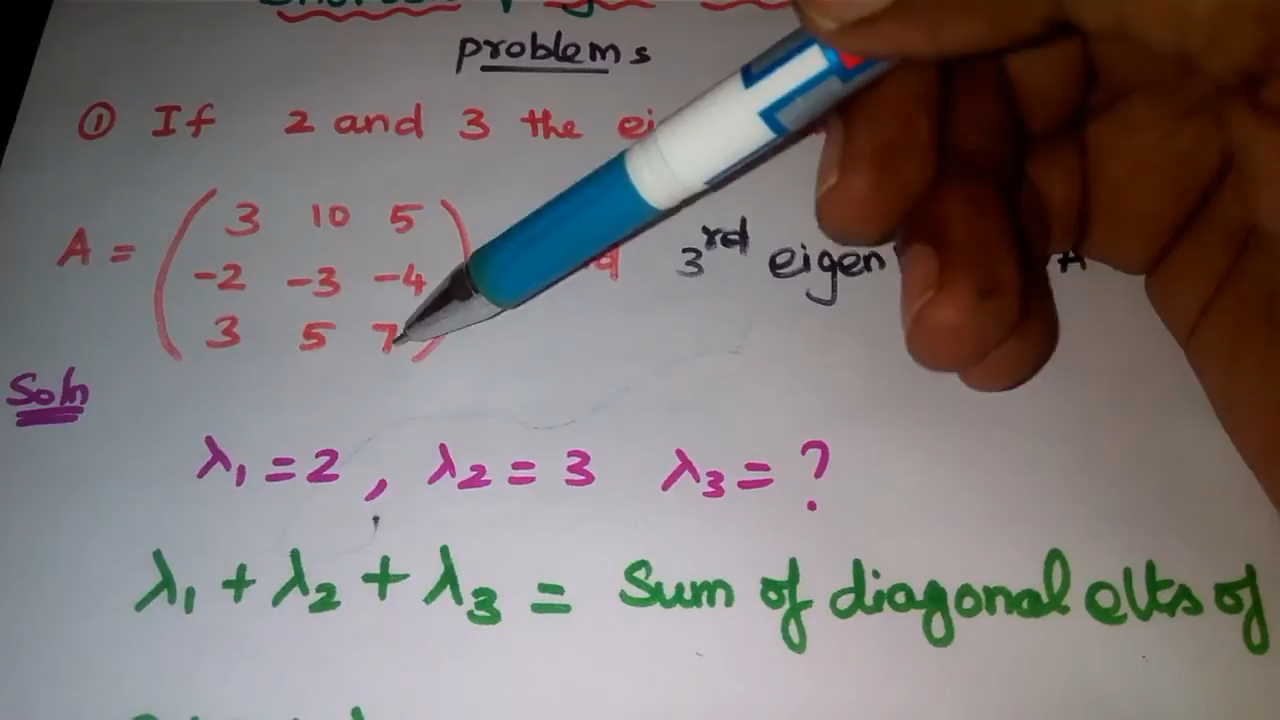 problems
① If 2 and 3 the
A = ( 3 10 5
-2 -3 -4
3 5 7 )
3rd eigen A
Soln
λ₁ = 2 , λ₂ = 3 λ₃ = ?
λ₁ + λ₂ + λ₃ = Sum of diagonal elts of